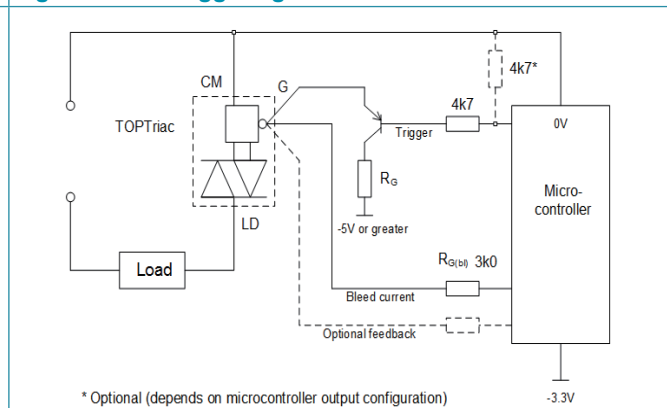 4k7*
CM
G
4k7
TOPTriac
Trigger
0V
RG
Micro-
controller
-5V or greater
LD
RG(bl) 3k0
Load
Bleed current
Optional feedback
* Optional (depends on microcontroller output configuration)
-3.3V